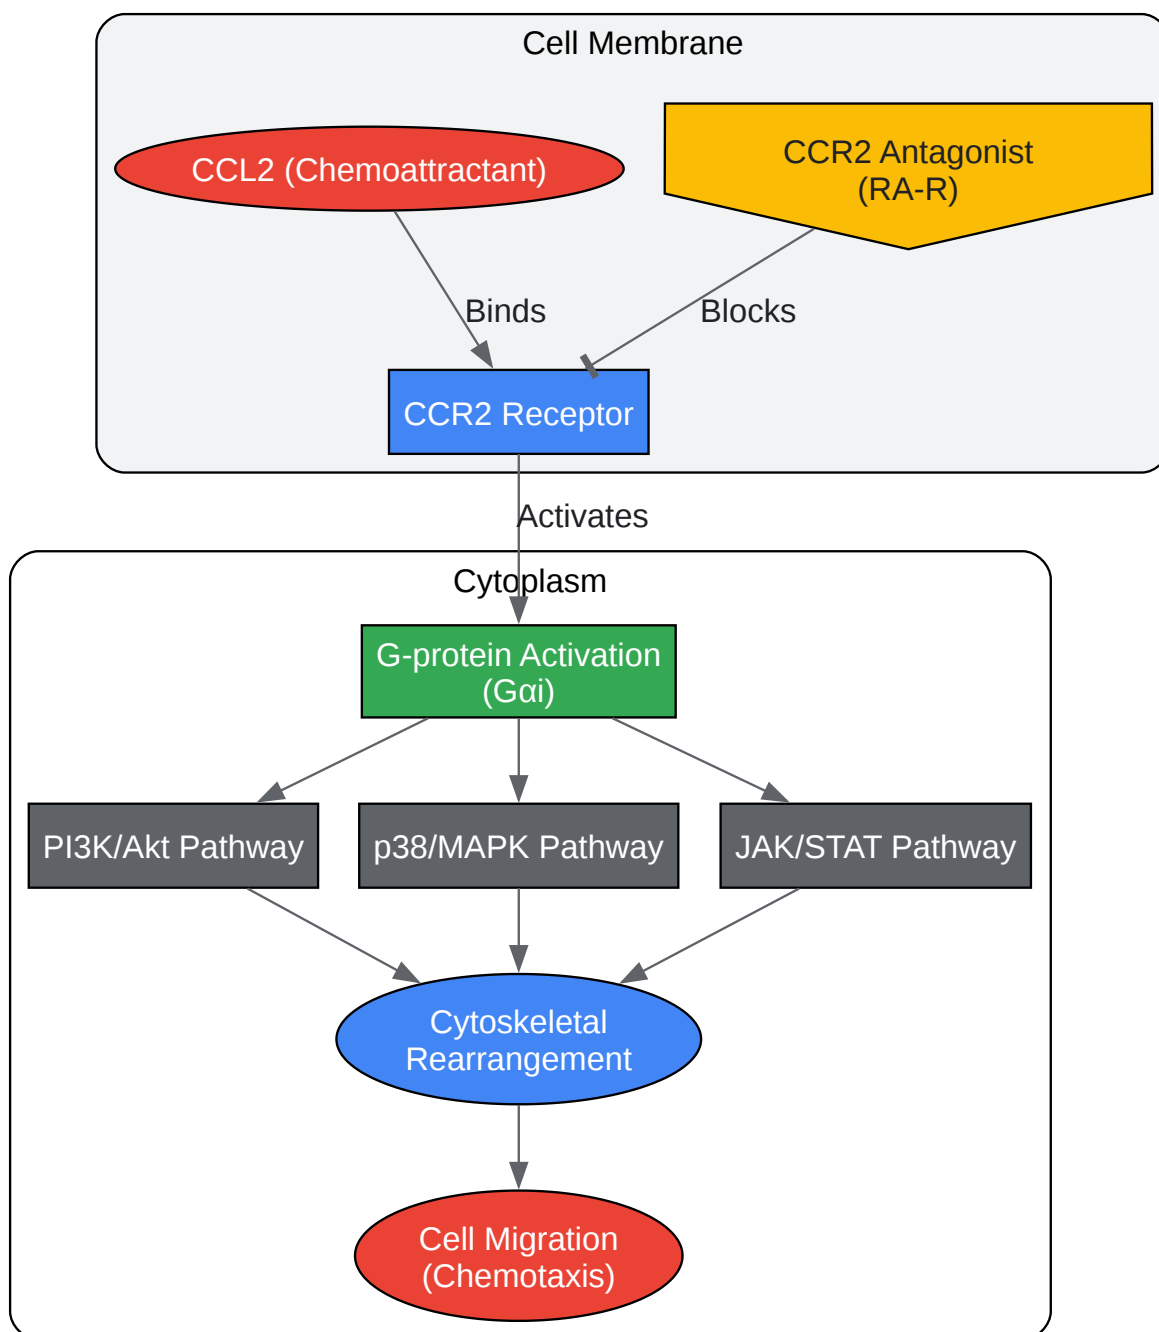 Cell Membrane
CCL2 (Chemoattractant)
CCR2 Antagonist
(RA-R)
Binds
Blocks
CCR2 Receptor
Activates
Cytoplasm
G-protein Activation
(Gαi)
PI3K/Akt Pathway
p38/MAPK Pathway
JAK/STAT Pathway
Cytoskeletal
Rearrangement
Cell Migration
(Chemotaxis)